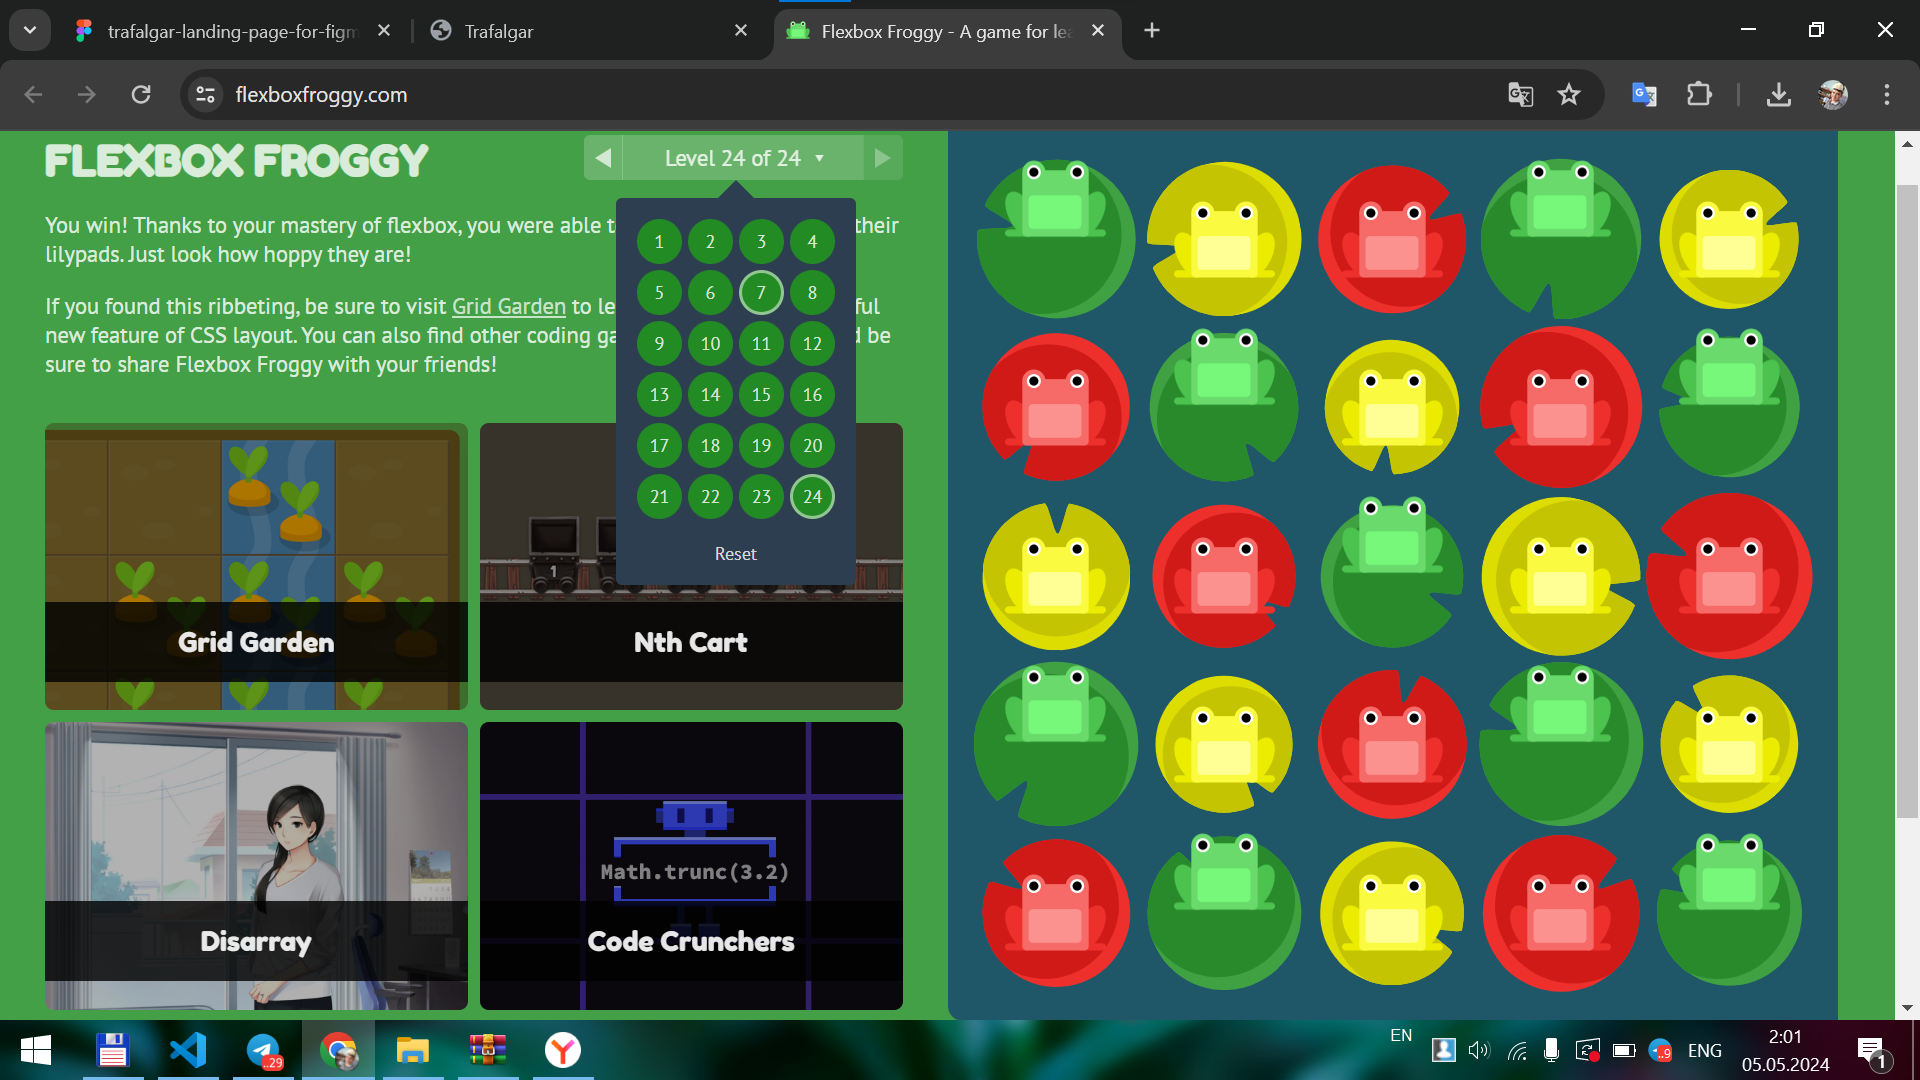 trafalgar-landing-page-for-figm
Trafalgar
Flexbox Froggy - A game for lea
flexboxfroggy.com
FLEXBOX FROGGY
Level 24 of 24
You win! Thanks to your mastery of flexbox, you were able t their
lilypads. Just look how hoppy they are!
If you found this ribbeting, be sure to visit Grid Garden to le ful
new feature of CSS layout. You can also find other coding ga d be
sure to share Flexbox Froggy with your friends!
1 2 3 4
5 6 7 8
9 10 11 12
13 14 15 16
17 18 19 20
21 22 23 24
Reset
1
Grid Garden
Nth Cart
Math.trunc(3.2)
Disarray
Code Crunchers
..29
EN
..9
ENG
2:01
05.05.2024
1